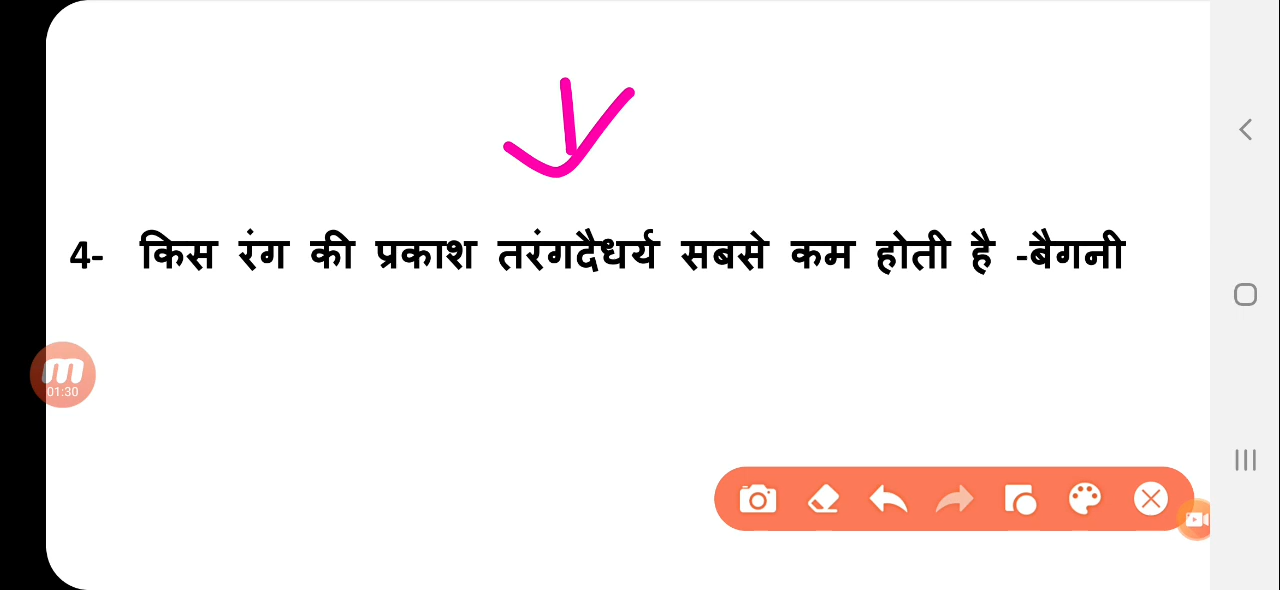 4- किस रंग की प्रकाश तरंगदैधर्य सबसे कम होती है -बैगनी
m
01:30